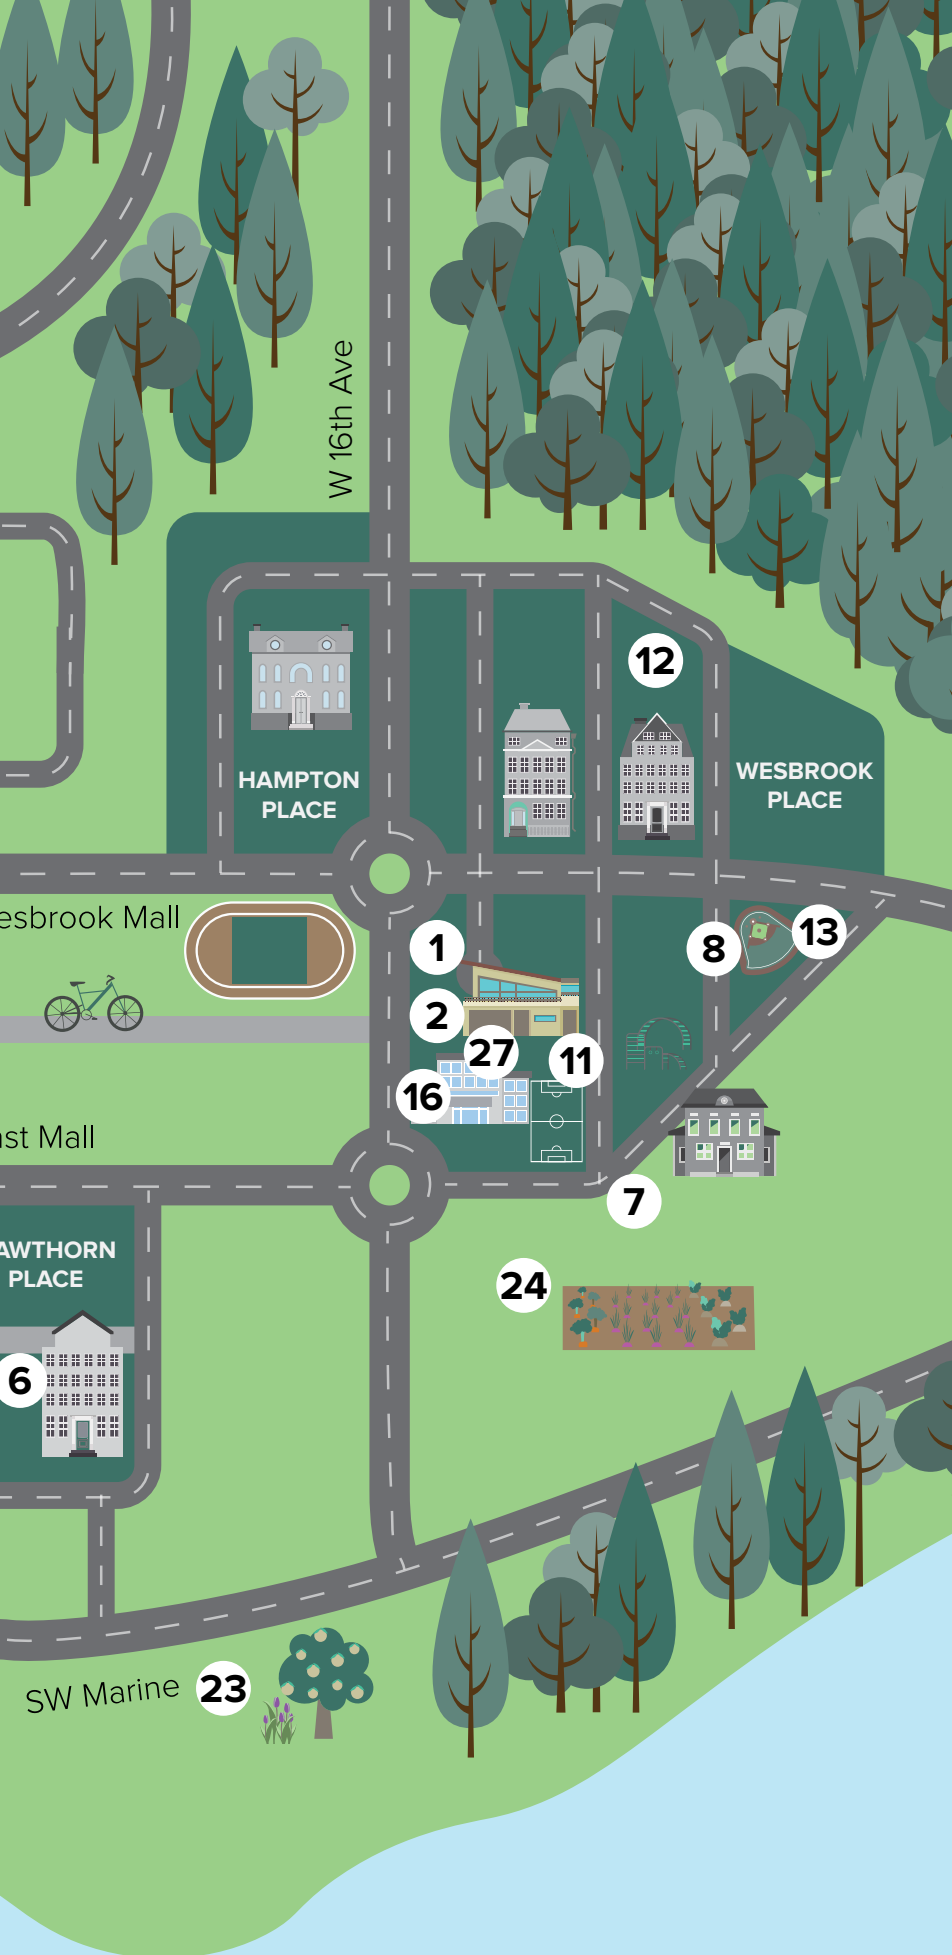 W 16th Ave
12
HAMPTON
PLACE
WESBROOK
PLACE
esbrook Mall
1
8
13
2
27
11
16
ast Mall
7
AWTHORN
PLACE
24
6
SW Marine
23